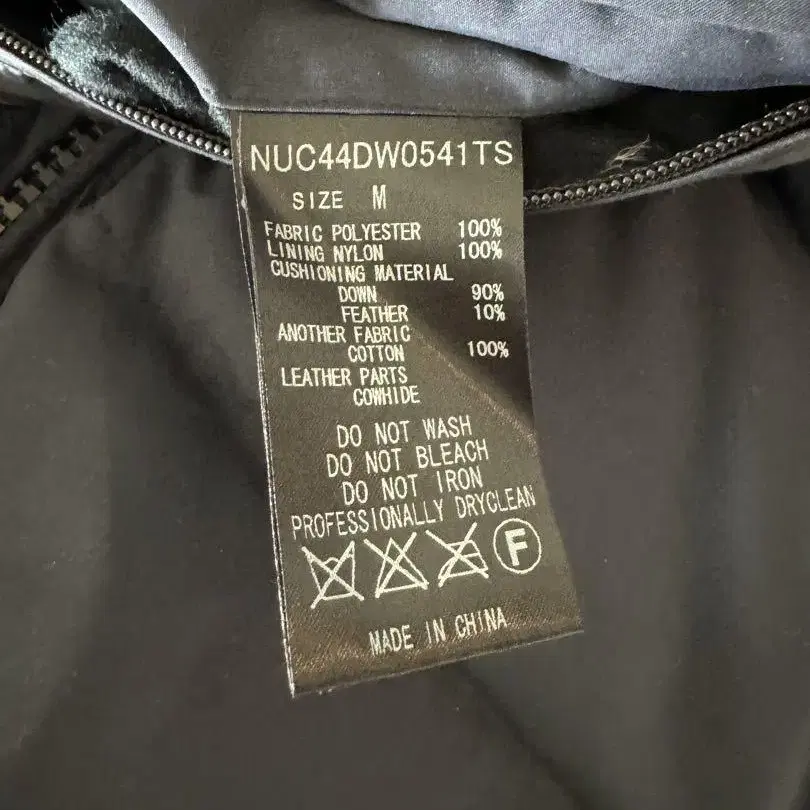 NUC44DW0541TS
SIZE M
FABRIC POLYESTER 100%
LINING NYLON 100%
CUSHIONING MATERIAL
DOWN 90%
FEATHER 10%
ANOTHER FABRIC
COTTON 100%
LEATHER PARTS
COWHIDE
DO NOT WASH
DO NOT BLEACH
DO NOT IRON
PROFESSIONALLY DRYCLEAN
F
MADE IN CHINA